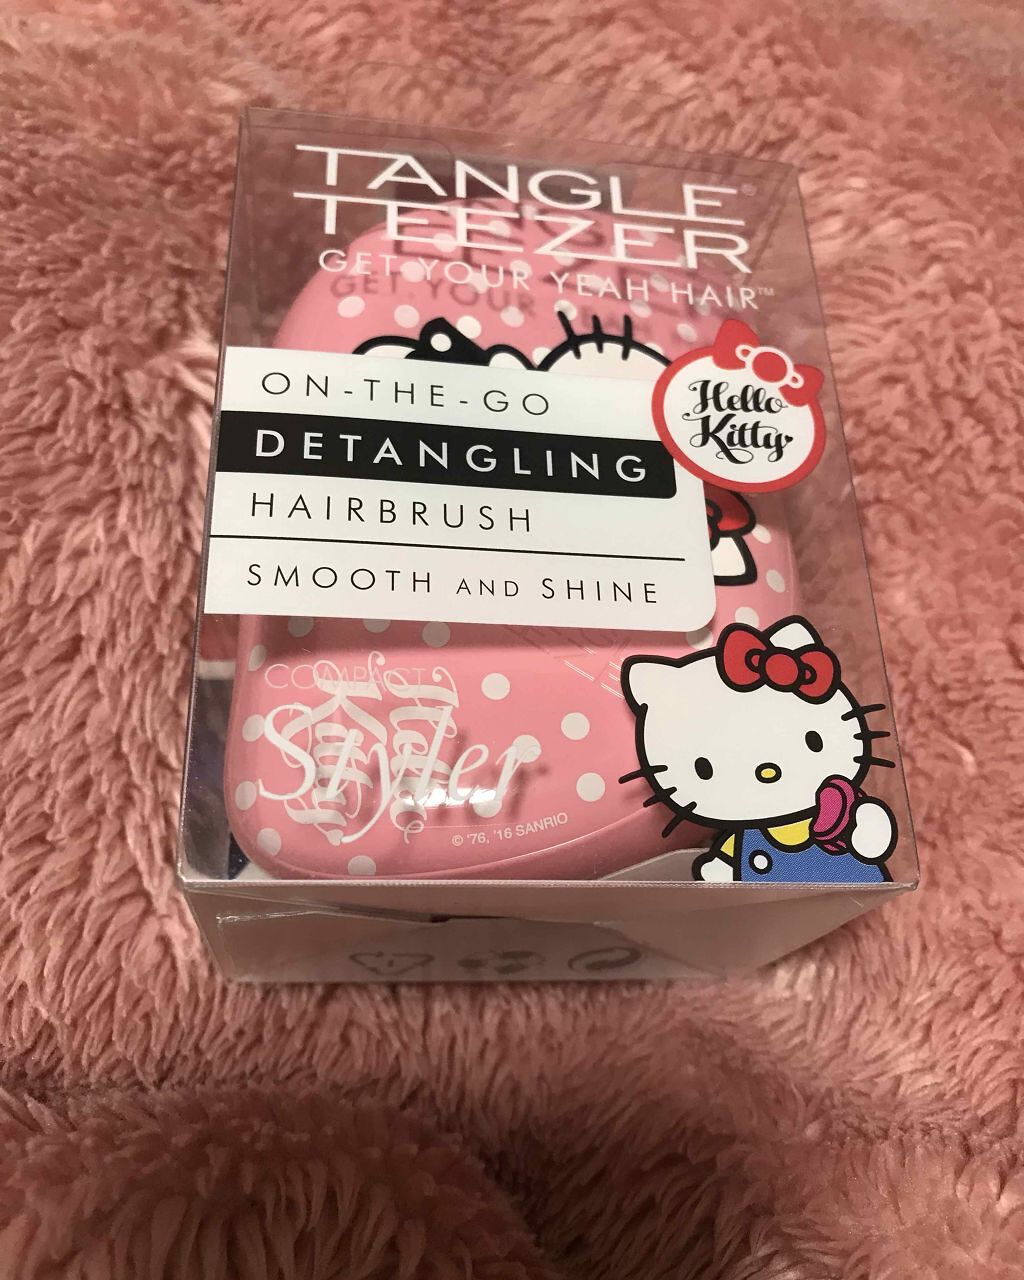 TANGLE®
TEEZER
GET YOUR YEAH HAIR™
ON-THE-GO
DETANGLING
HAIRBRUSH
SMOOTH AND SHINE
Hello
Kitty
COMPACT
Styler
© '76, '16 SANRIO